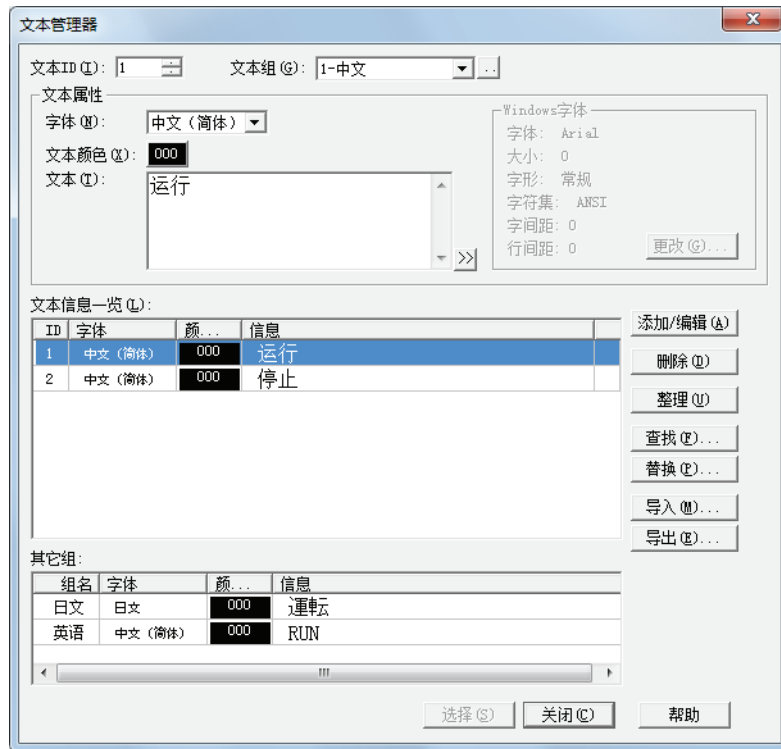 文本管理器
文本ID(I): 1 文本组(G): 1-中文 ..
文本属性
字体(N): 中文（简体）
文本颜色(X): 000
文本(T): 运行
>>
Windows字体
字体: Arial
大小: 0
字形: 常规
字符集: ANSI
字间距: 0
行间距: 0
更改(G)...
文本信息一览(L):
ID 字体 颜... 信息
1 中文（简体） 000 运行
2 中文（简体） 000 停止
添加/编辑(A)
删除(D)
整理(U)
查找(F)...
替换(P)...
导入(M)...
导出(E)...
其它组:
组名 字体 颜... 信息
日文 日文 000 運転
英语 中文（简体） 000 RUN
选择(S) 关闭(C) 帮助